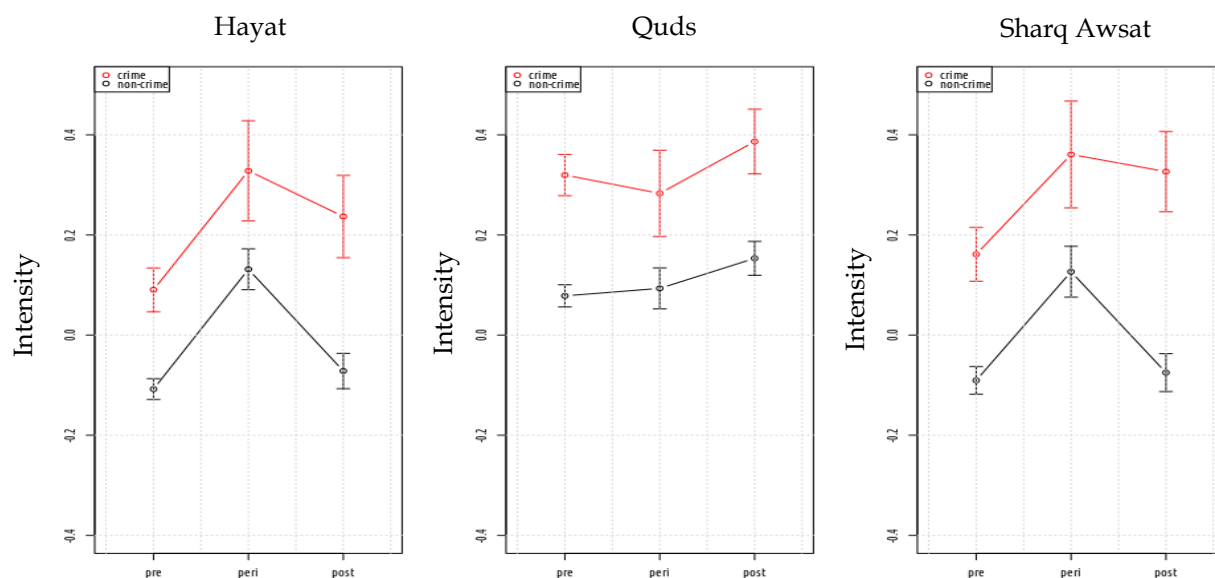 Hayat
crime
non-crime
Intensity
0.4
0.2
0.0
-0.2
-0.4
pre peri post
Quds
crime
non-crime
Intensity
0.4
0.2
0.0
-0.2
-0.4
pre peri post
Sharq Awsat
crime
non-crime
Intensity
0.4
0.2
0.0
-0.2
-0.4
pre peri post